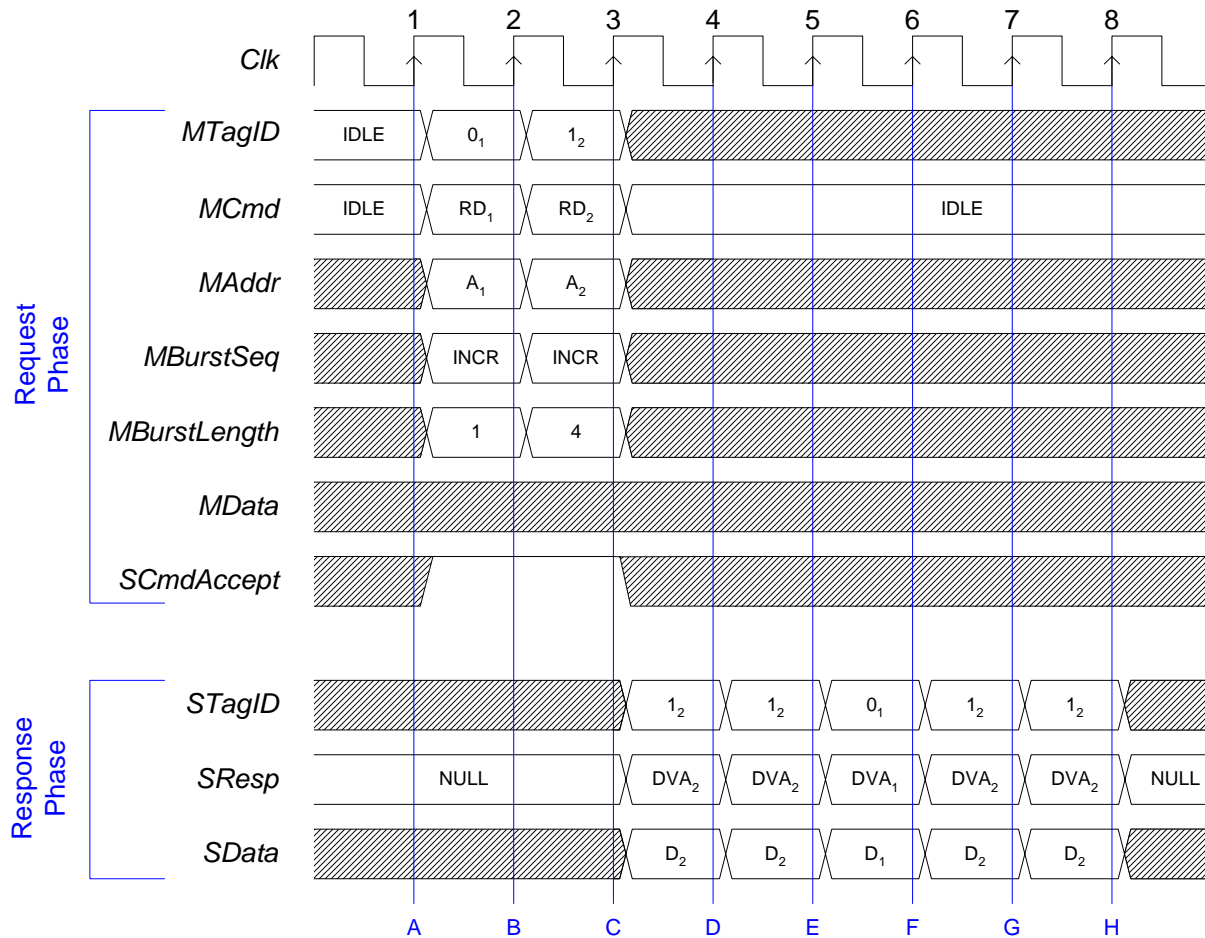 1 2 3 4 5 6 7 8
Clk
Request Phase
MTagID IDLE 0₁ 1₂
MCmd IDLE RD₁ RD₂ IDLE
MAddr A₁ A₂
MBurstSeq INCR INCR
MBurstLength 1 4
MData
SCmdAccept
Response Phase
STagID 1₂ 1₂ 0₁ 1₂ 1₂
SResp NULL DVA₂ DVA₂ DVA₁ DVA₂ DVA₂ NULL
SData D₂ D₂ D₁ D₂ D₂
A B C D E F G H